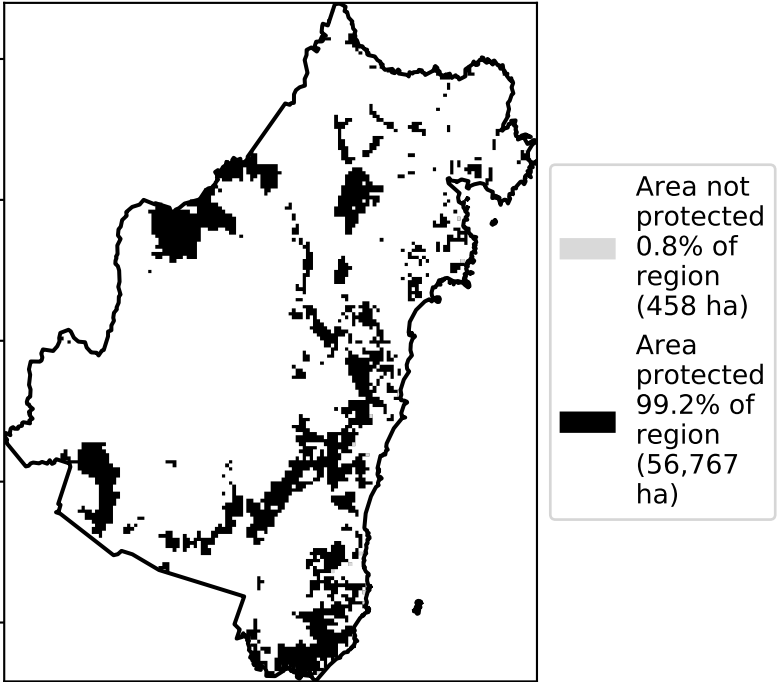 Area not
protected
0.8% of
region
(458 ha)
Area
protected
99.2% of
region
(56,767
ha)